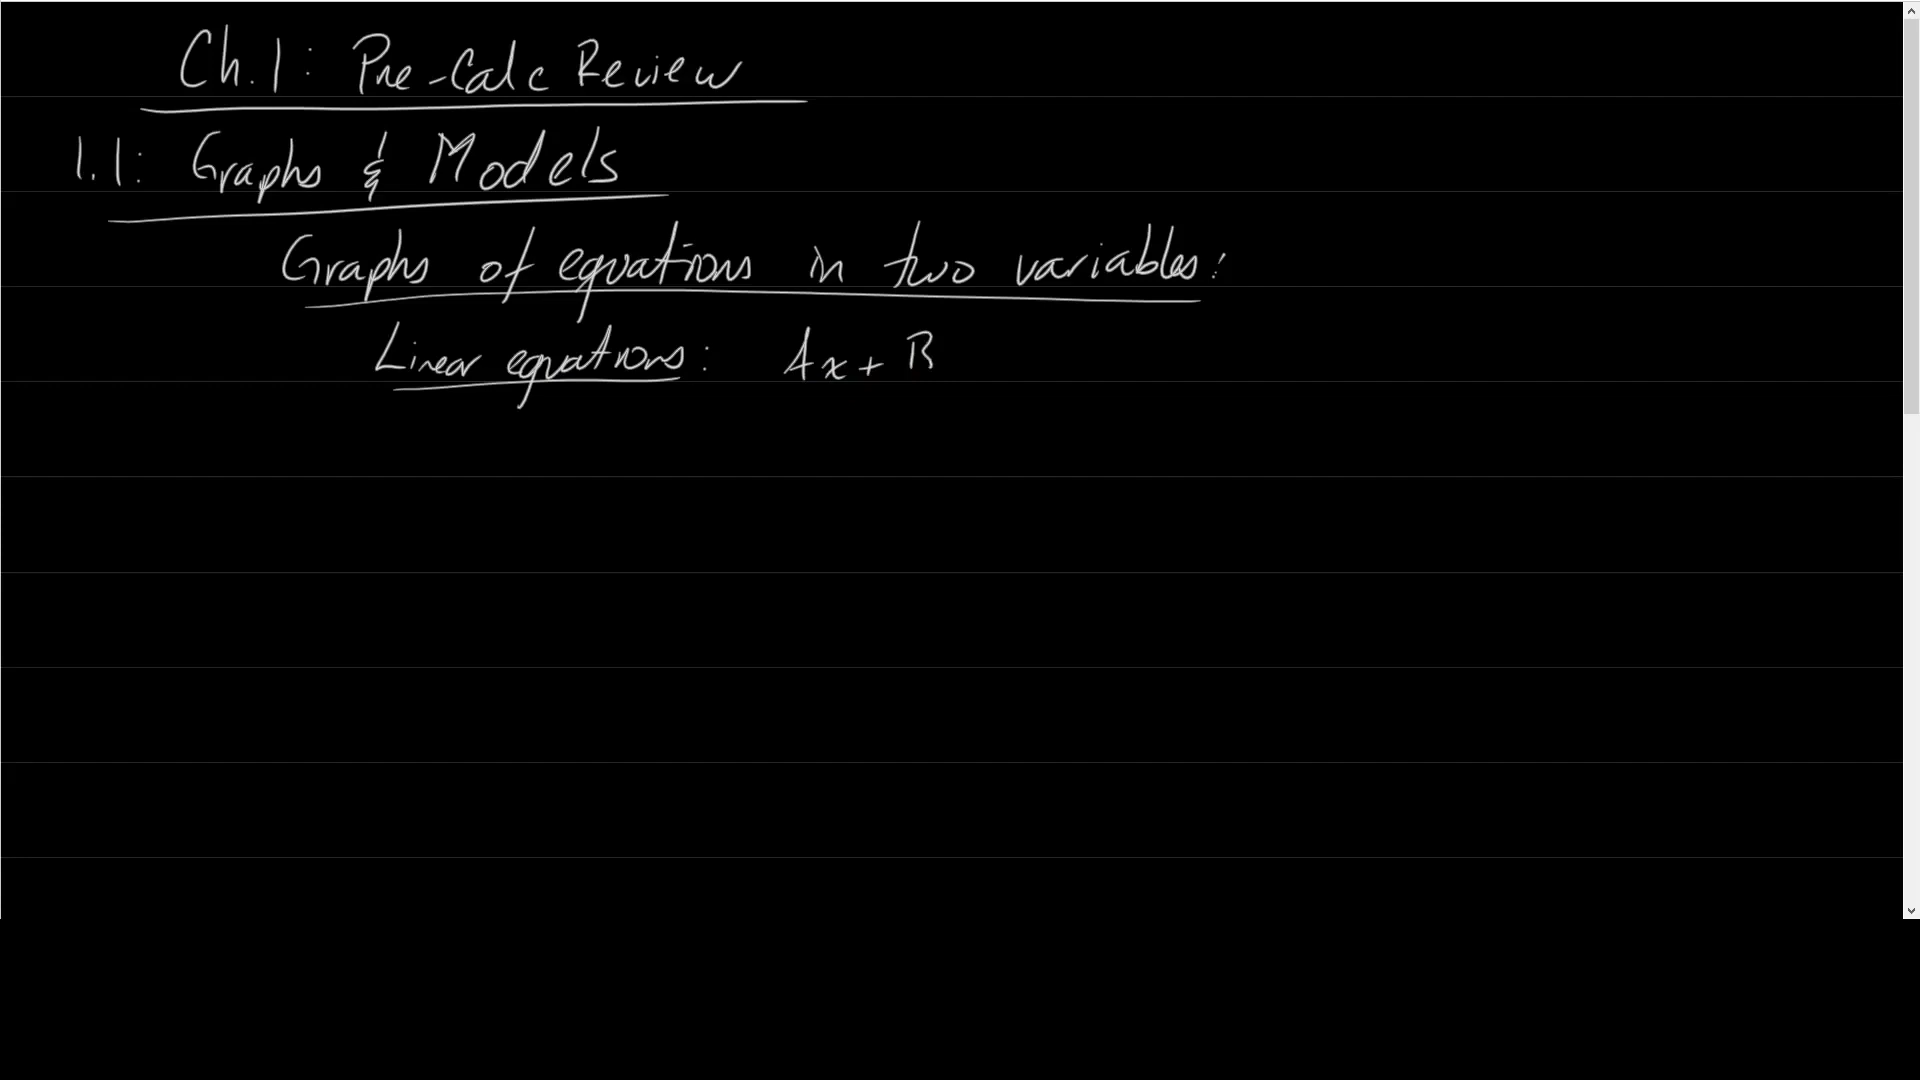 Ch.1: Pre-Calc Review
1.1: Graphs & Models
Graphs of equations in two variables:
Linear equations: Ax + B